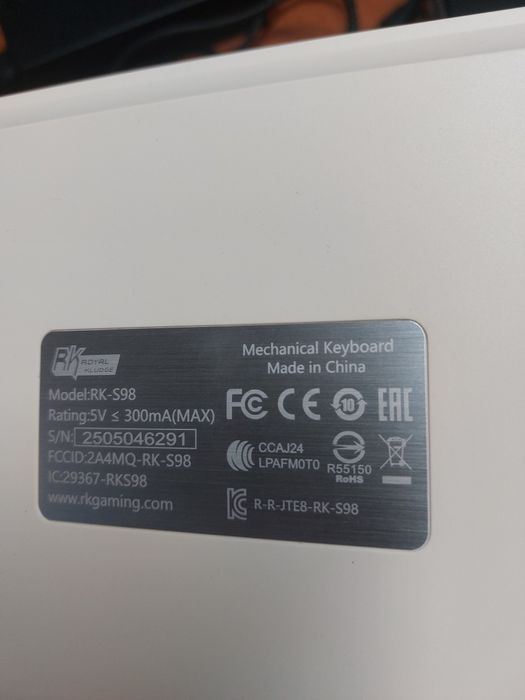 RK ROYAL
KLUDGE
Model:RK-S98
Rating:5V ≤ 300mA(MAX)
S/N: 2505046291
FCCID:2A4MQ-RK-S98
IC:29367-RKS98
www.rkgaming.com
Mechanical Keyboard
Made in China
FC CE 10 EAC
CCAJ24
LPAFM0T0
R55150
RoHS
R-R-JTE8-RK-S98